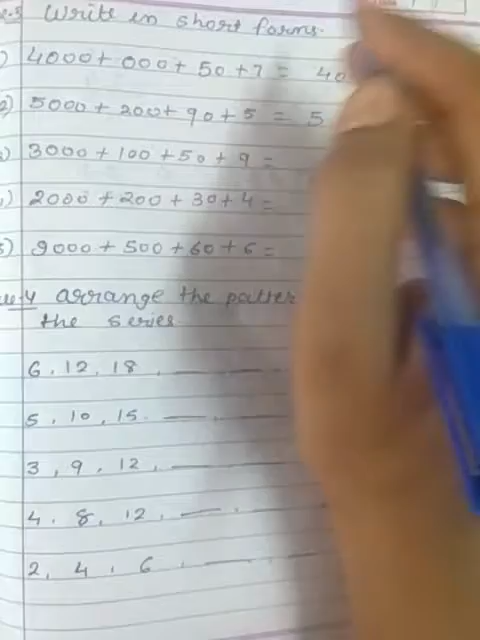 Write in short forms.
4000 + 000 + 50 + 7 = 40
5000 + 200 + 90 + 5 = 5
3000 + 100 + 50 + 9 =
2000 + 200 + 30 + 4 =
9000 + 500 + 60 + 6 =
arrange the
the series.
6, 12, 18,
5, 10, 15.
3, 9, 12,
4. 8, 12,
2, 4, 6,